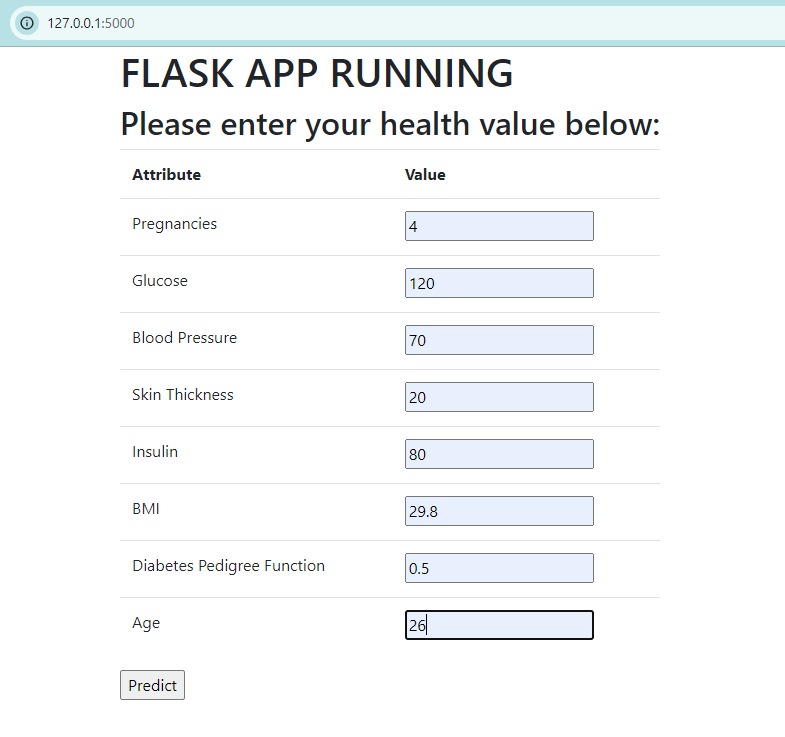 127.0.0.1:5000
FLASK APP RUNNING
Please enter your health value below:
Attribute Value
Pregnancies 4
Glucose 120
Blood Pressure 70
Skin Thickness 20
Insulin 80
BMI 29.8
Diabetes Pedigree Function 0.5
Age 26
Predict